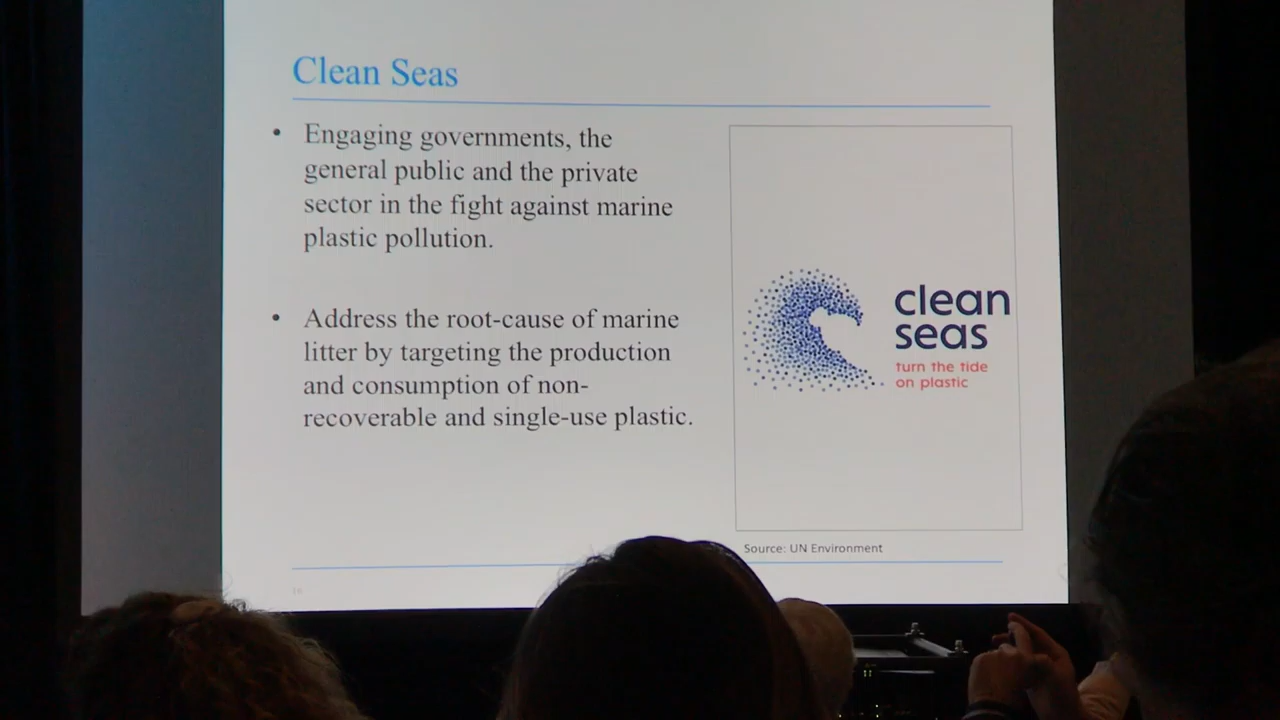 Clean Seas
• Engaging governments, the
general public and the private
sector in the fight against marine
plastic pollution.
• Address the root-cause of marine
litter by targeting the production
and consumption of non-
recoverable and single-use plastic.
clean
seas
turn the tide
on plastic
Source: UN Environment